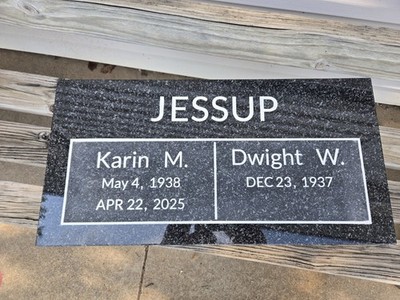 JESSUP
Karin M.
May 4, 1938
APR 22, 2025
Dwight W.
DEC 23, 1937